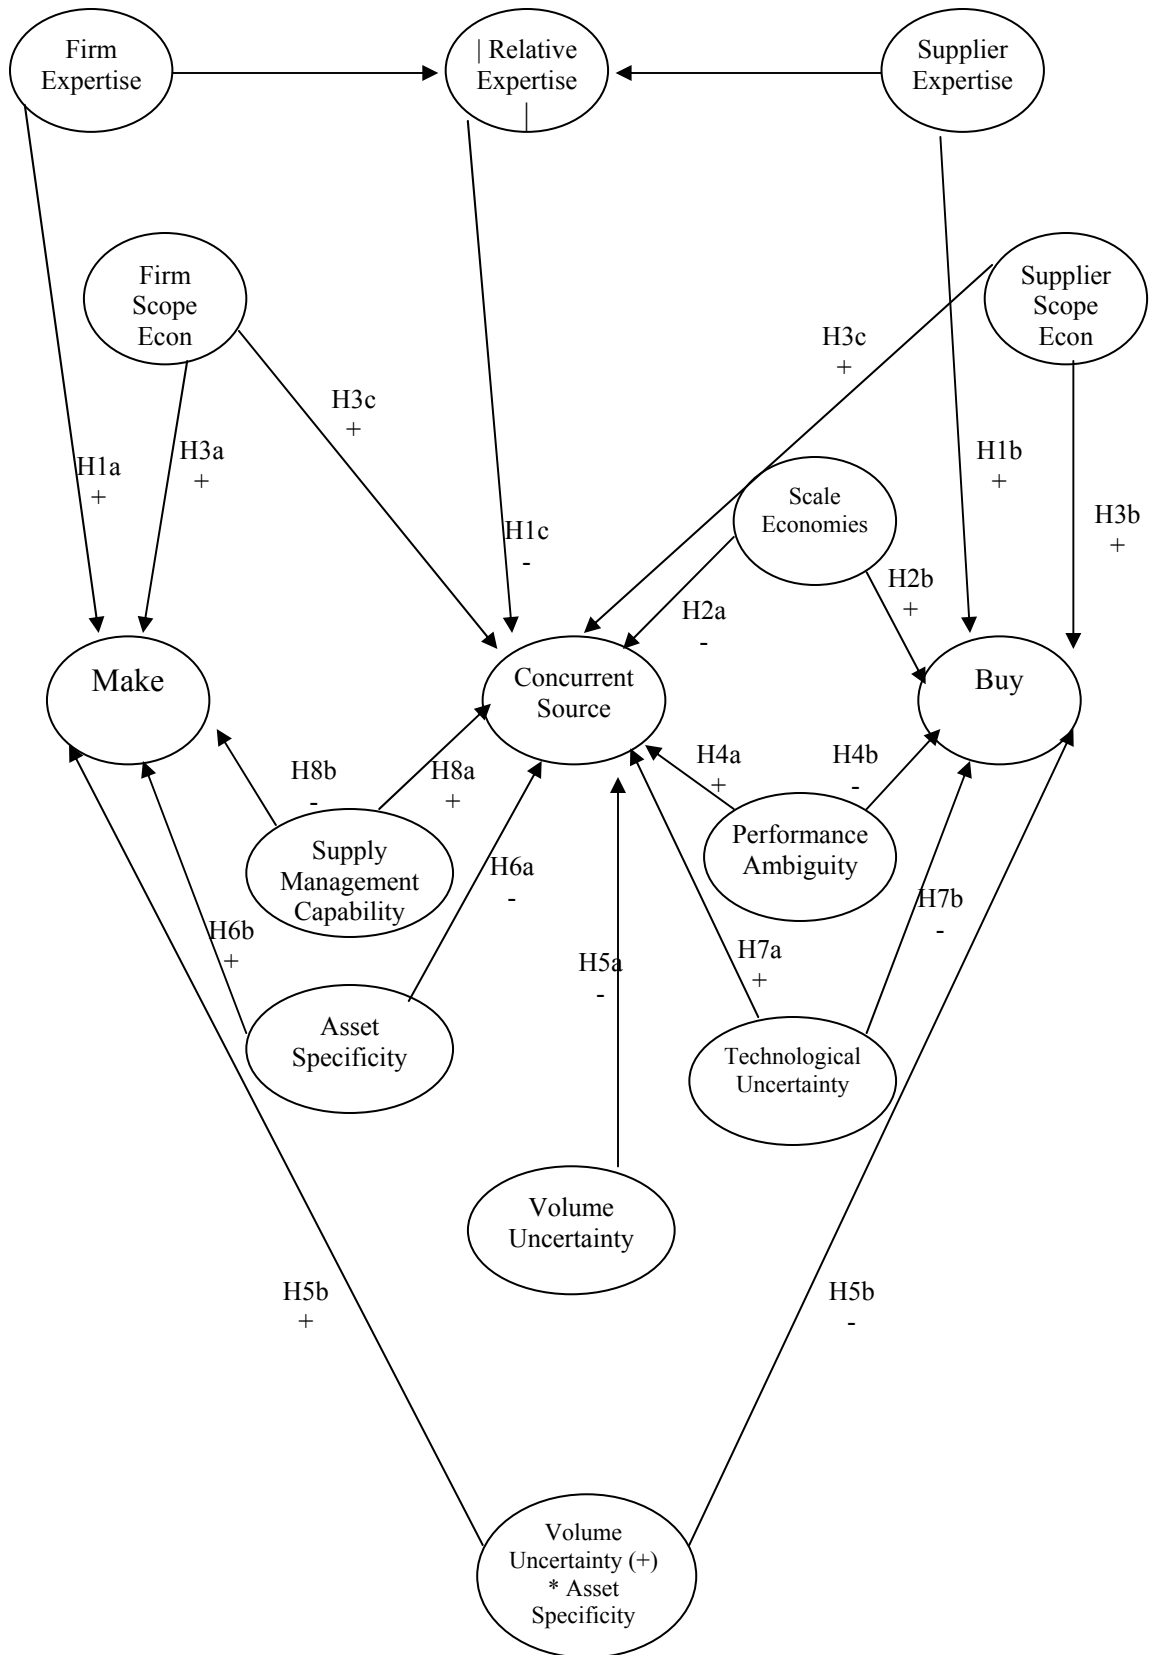 Firm
Expertise
| Relative
Expertise
|
Supplier
Expertise
Firm
Scope
Econ
Supplier
Scope
Econ
H3c
+
H3c
+
H1a
+
H3a
+
H1c
-
Scale
Economies
H1b
+
H3b
+
H2a
-
H2b
+
Make
Concurrent
Source
Buy
H8b
-
H8a
+
H4a
+
H4b
-
Supply
Management
Capability
Performance
Ambiguity
H6b
+
H6a
-
H5a
-
H7a
+
H7b
-
Asset
Specificity
Technological
Uncertainty
Volume
Uncertainty
H5b
+
H5b
-
Volume
Uncertainty (+)
* Asset
Specificity